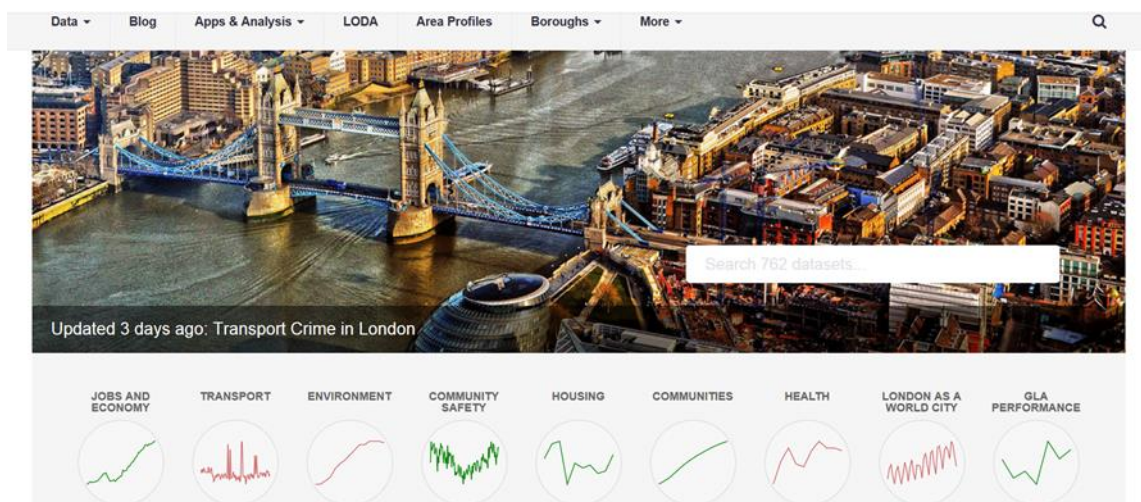 Data Blog Apps & Analysis LODA Area Profiles Boroughs More
Search 762 datasets...
Updated 3 days ago: Transport Crime in London
JOBS AND
ECONOMY
TRANSPORT
ENVIRONMENT
COMMUNITY
SAFETY
HOUSING
COMMUNITIES
HEALTH
LONDON AS A
WORLD CITY
GLA
PERFORMANCE